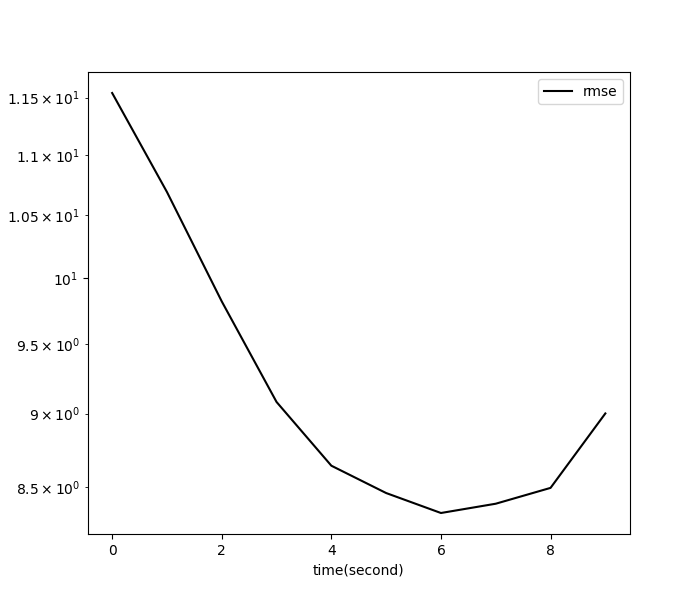 rmse
1.15 × 10¹
1.1 × 10¹
1.05 × 10¹
10¹
9.5 × 10⁰
9 × 10⁰
8.5 × 10⁰
0 2 4 6 8
time(second)